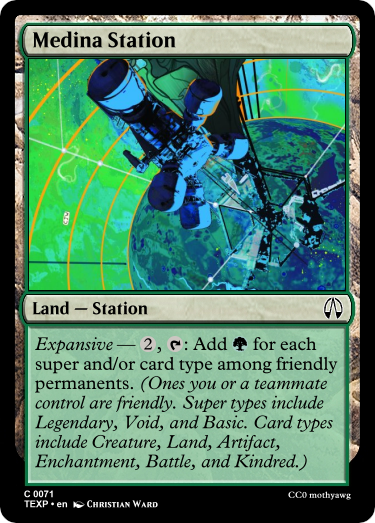 Medina Station
Land — Station
Expansive — 2, : Add for each
super and/or card type among friendly
permanents. (Ones you or a teammate
control are friendly. Super types include
Legendary, Void, and Basic. Card types
include Creature, Land, Artifact,
Enchantment, Battle, and Kindred.)
C 0071
TEXP • en Christian Ward
CC0 mothyawg